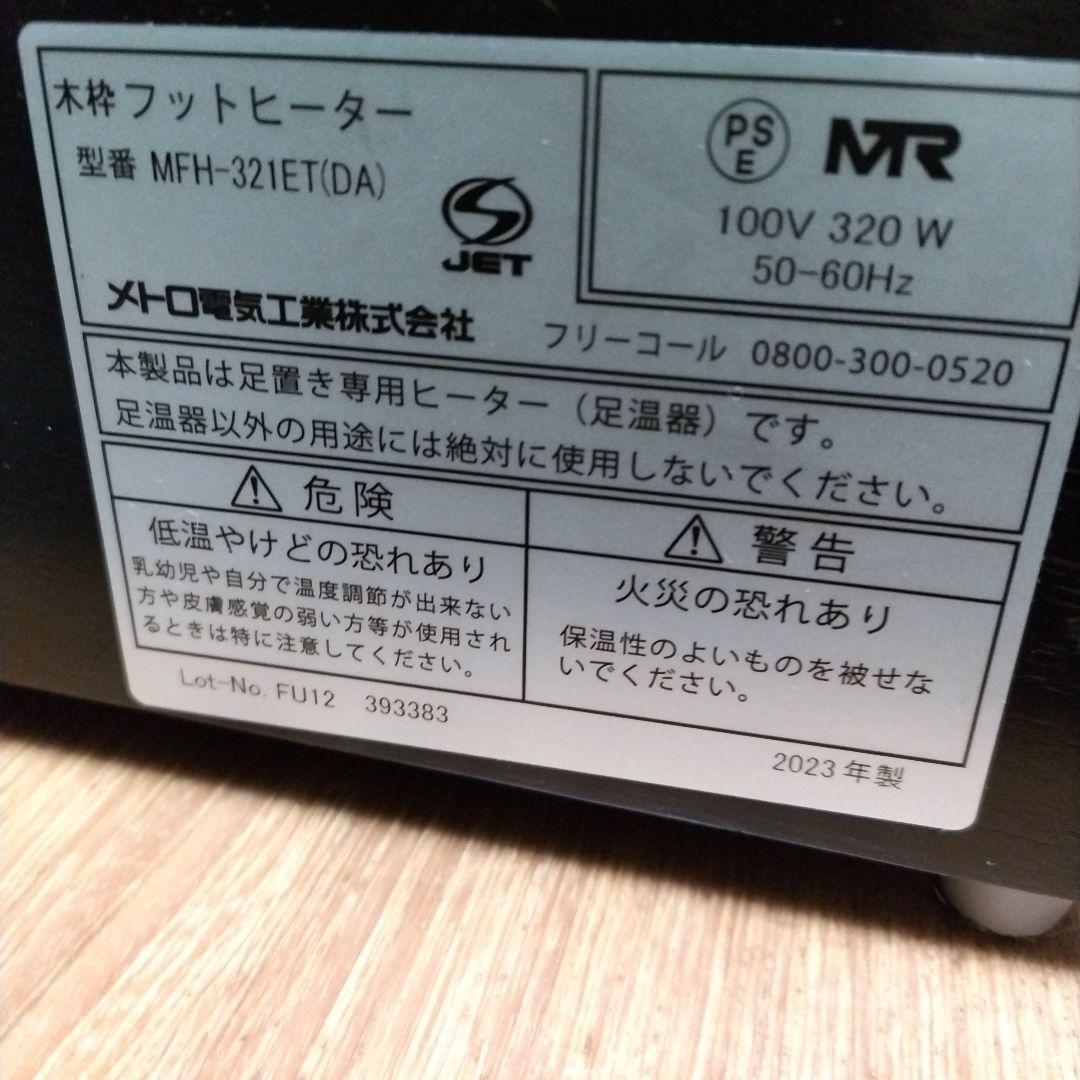 木枠フットヒーター
型番 MFH-321ET(DA)
JET
メトロ電気工業株式会社
PS
E
MTR
100V 320 W
50-60Hz
フリーコール 0800-300-0520
本製品は足置き専用ヒーター(足温器)です。
足温器以外の用途には絶対に使用しないでください。
危険
低温やけどの恐れあり
乳幼児や自分で温度調節が出来ない
方や皮膚感覚の弱い方等が使用され
るときは特に注意してください。
警告
火災の恐れあり
保温性のよいものを被せな
いでください。
Lot-No. FU12 393383
2023年製